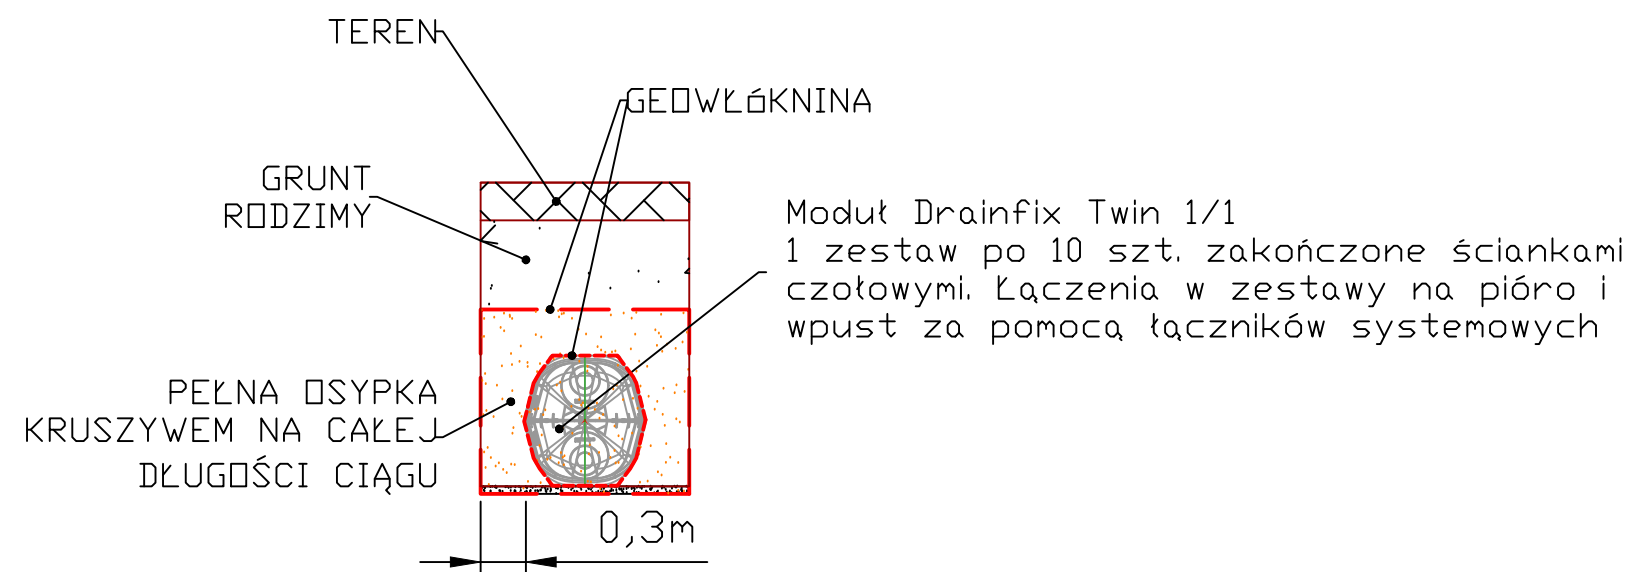 TEREN
GEOWŁóKNINA
GRUNT
RODZIMY
Moduł Drainfix Twin 1/1
1 zestaw po 10 szt. zakończone ściankami
czołowymi. Łączenia w zestawy na pióro i
wpust za pomocą łączników systemowych
PEŁNA OSYPKA
KRUSZYWEM NA CAŁEJ
DŁUGOŚCI CIĄGU
0,3m